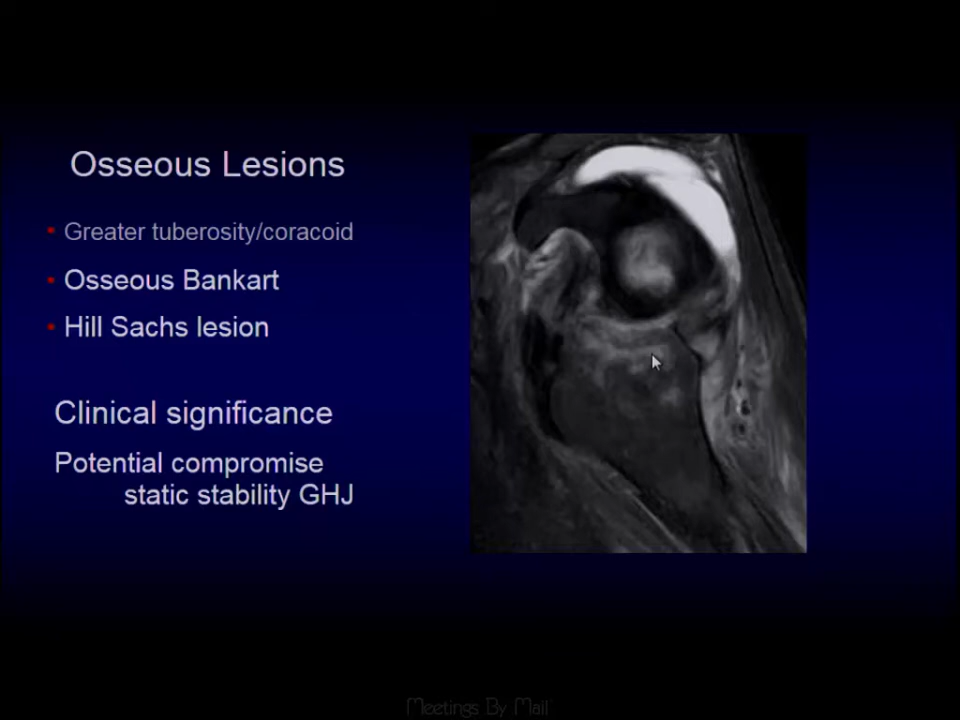 Osseous Lesions
• Greater tuberosity/coracoid
• Osseous Bankart
• Hill Sachs lesion
Clinical significance
Potential compromise
static stability GHJ
Meetings By Mail